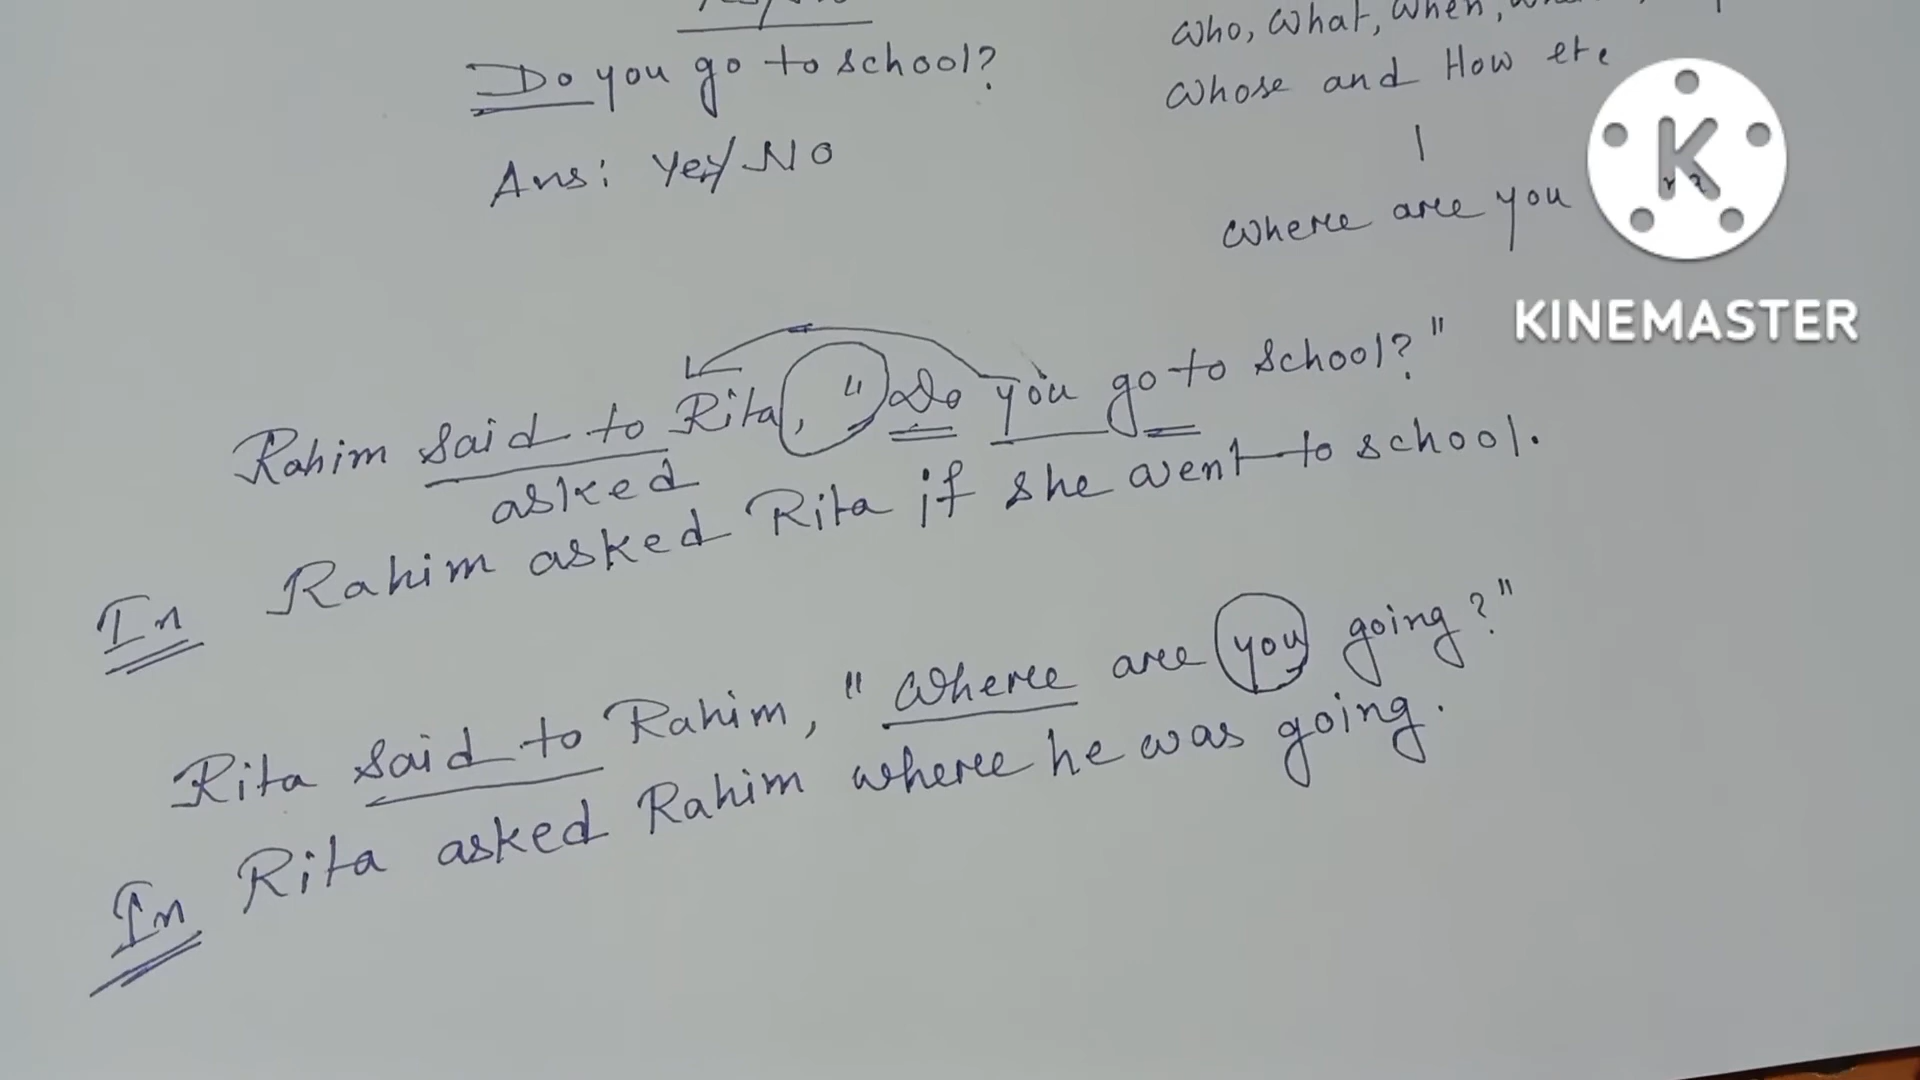 Who, What, When,
Do you go to school?
Whose and How etc
Ans: Yes/No
Where are you
KINEMASTER
Rahim said to Rita, "Do you go to school?"
asked
In Rahim asked Rita if she went to school.
Rita said to Rahim, "Where are you going?"
In Rita asked Rahim where he was going.